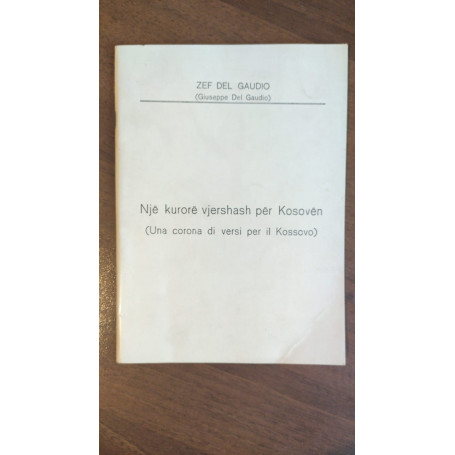 ZEF DEL GAUDIO
(Giuseppe Del Gaudio)
Një kurorë vjershash për Kosovën
(Una corona di versi per il Kossovo)